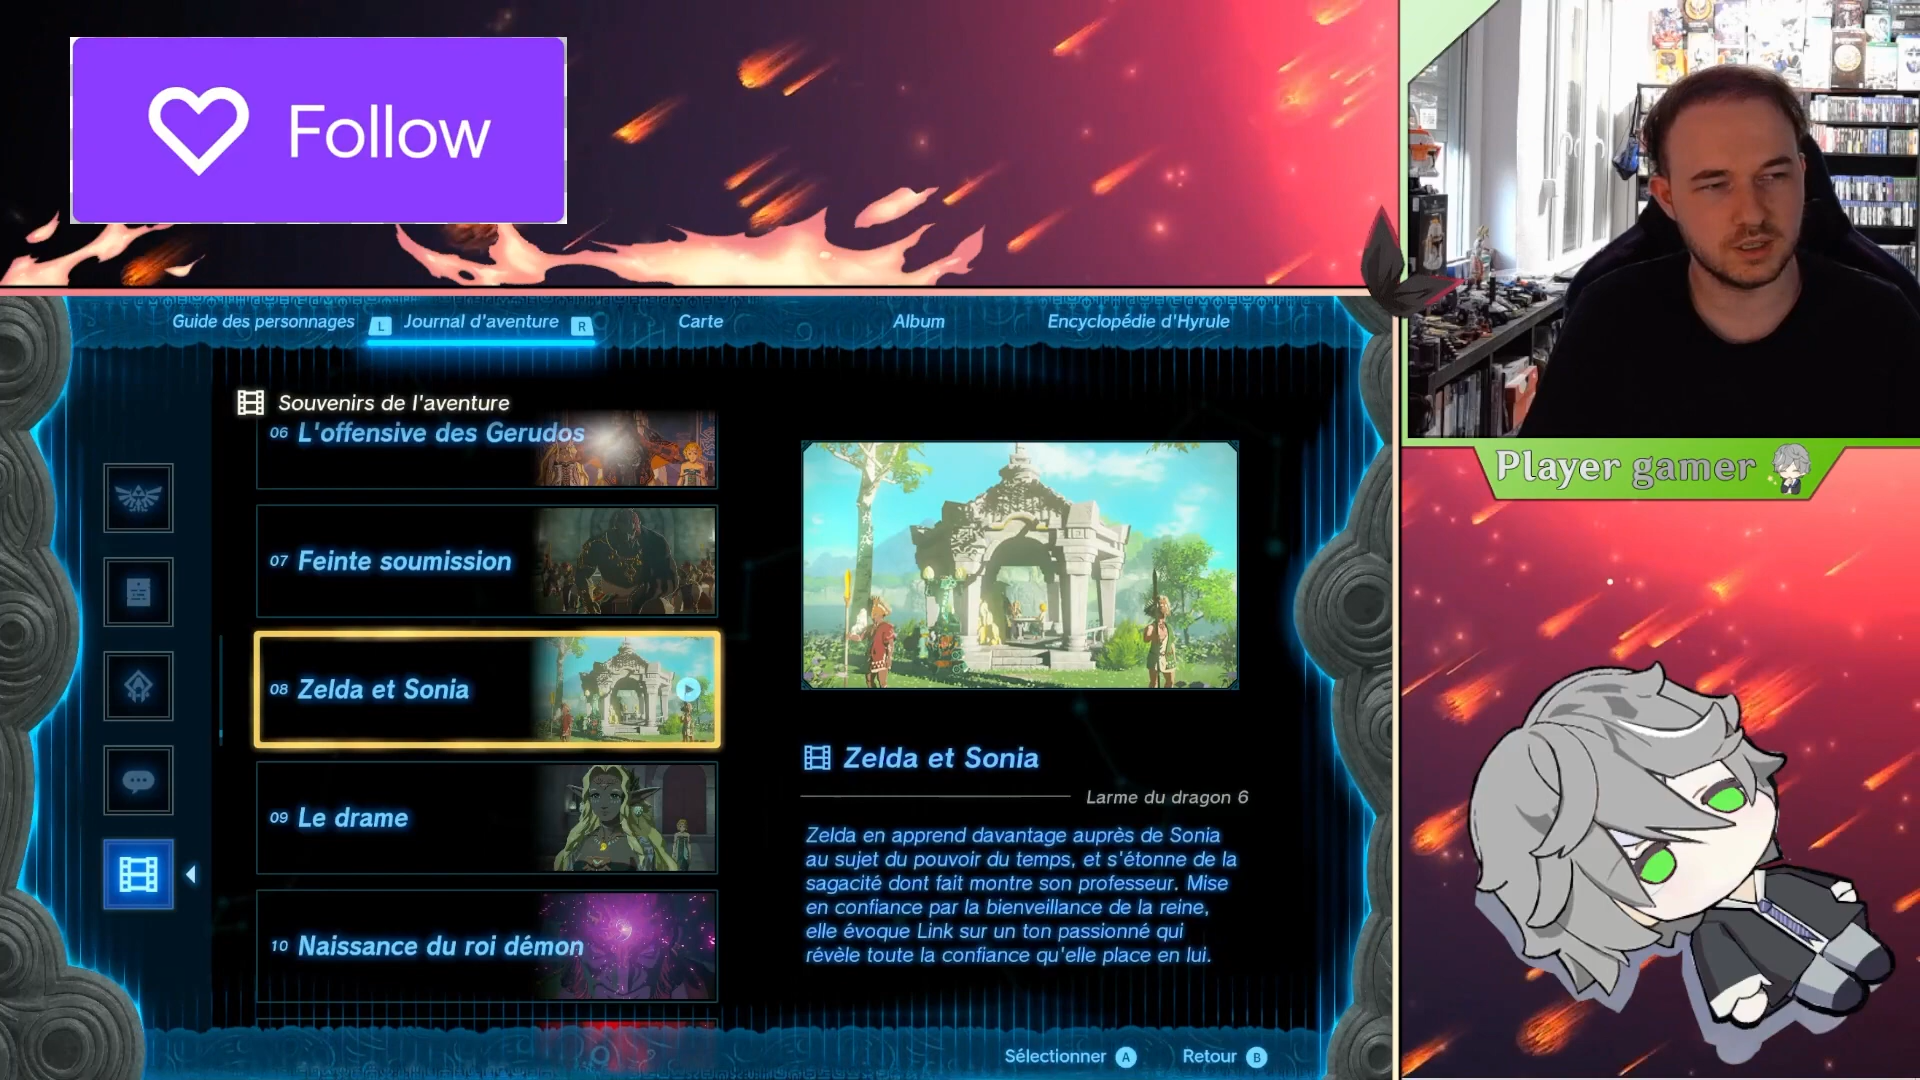 Follow
Guide des personnages
L
Journal d'aventure
R
Carte
Album
Encyclopédie d'Hyrule
Souvenirs de l'aventure
06 L'offensive des Gerudos
07 Feinte soumission
08 Zelda et Sonia
09 Le drame
10 Naissance du roi démon
Zelda et Sonia
Larme du dragon 6
Zelda en apprend davantage auprès de Sonia
au sujet du pouvoir du temps, et s'étonne de la
sagacité dont fait montre son professeur. Mise
en confiance par la bienveillance de la reine,
elle évoque Link sur un ton passionné qui
révèle toute la confiance qu'elle place en lui.
Sélectionner A
Retour B
Player gamer